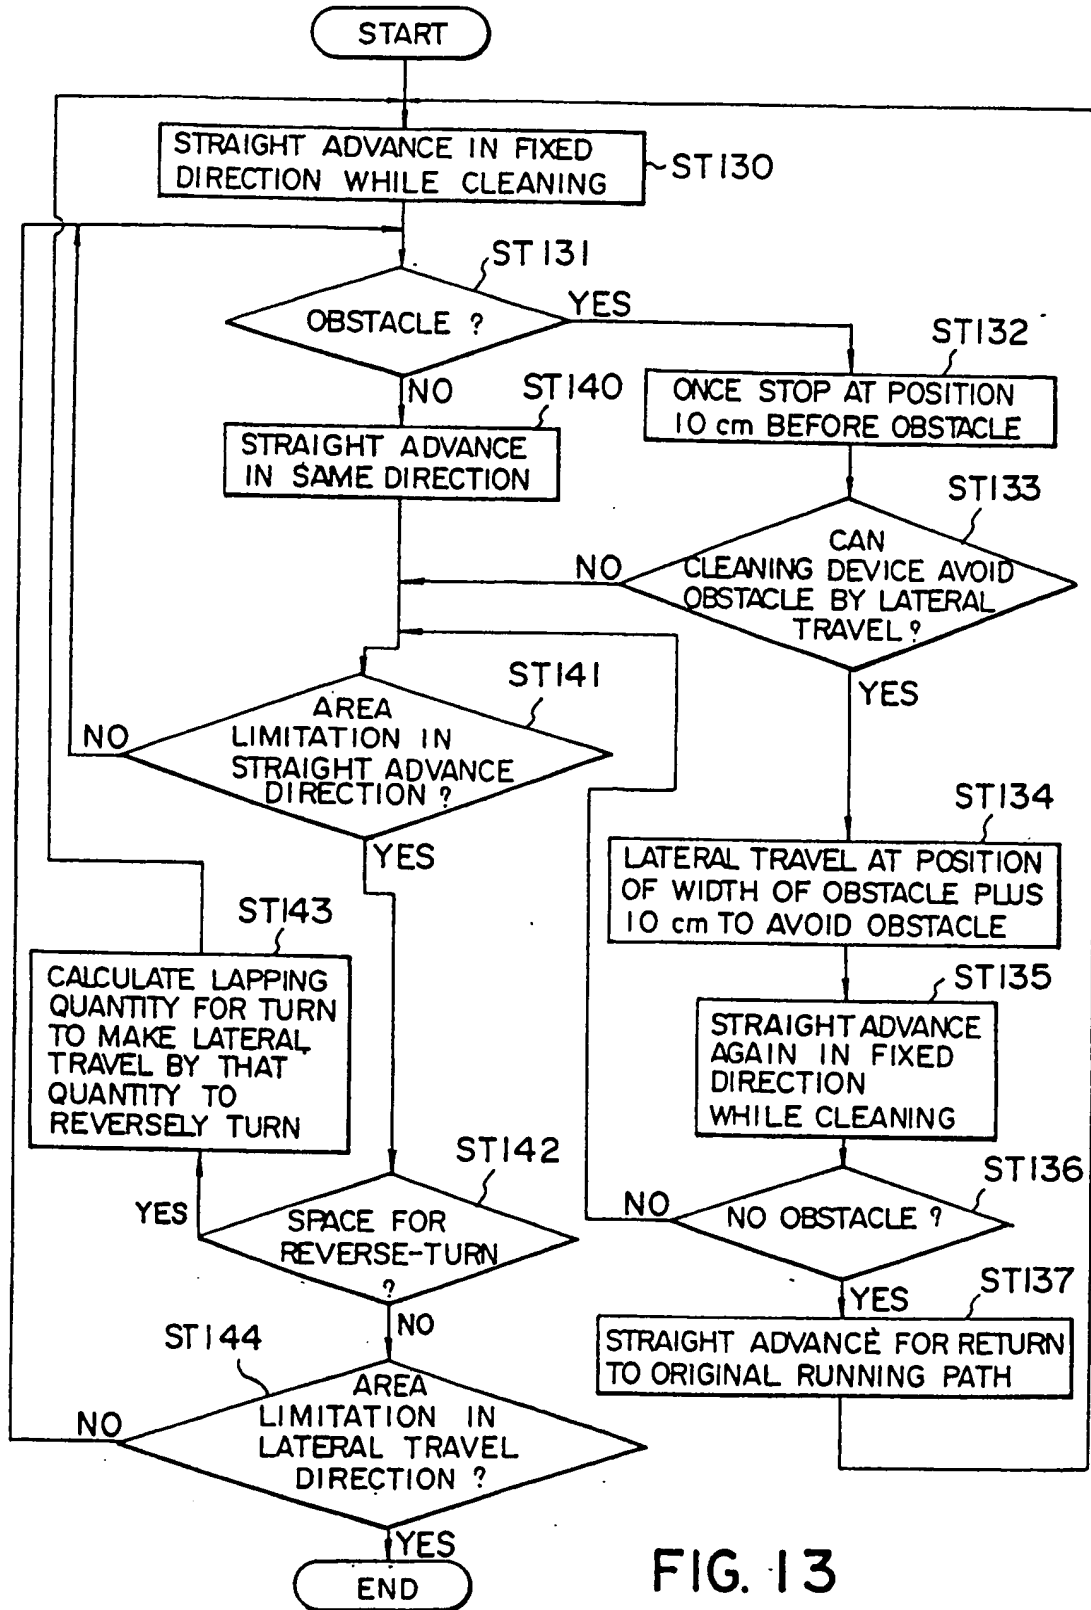 START
STRAIGHT ADVANCE IN FIXED
DIRECTION WHILE CLEANING
ST130
ST131
OBSTACLE ?
YES
NO
ST132
ONCE STOP AT POSITION
10 cm BEFORE OBSTACLE
ST140
STRAIGHT ADVANCE
IN SAME DIRECTION
ST133
CAN
CLEANING DEVICE AVOID
OBSTACLE BY LATERAL
TRAVEL ?
NO
YES
ST141
AREA
LIMITATION IN
STRAIGHT ADVANCE
DIRECTION ?
NO
YES
ST134
LATERAL TRAVEL AT POSITION
OF WIDTH OF OBSTACLE PLUS
10 cm TO AVOID OBSTACLE
ST143
CALCULATE LAPPING
QUANTITY FOR TURN
TO MAKE LATERAL
TRAVEL BY THAT
QUANTITY TO
REVERSELY TURN
ST135
STRAIGHT ADVANCE
AGAIN IN FIXED
DIRECTION
WHILE CLEANING
ST142
SPACE FOR
REVERSE-TURN
?
YES
NO
ST136
NO OBSTACLE ?
NO
YES
ST137
STRAIGHT ADVANCE FOR RETURN
TO ORIGINAL RUNNING PATH
ST144
AREA
LIMITATION IN
LATERAL TRAVEL
DIRECTION ?
NO
YES
END
FIG. 13